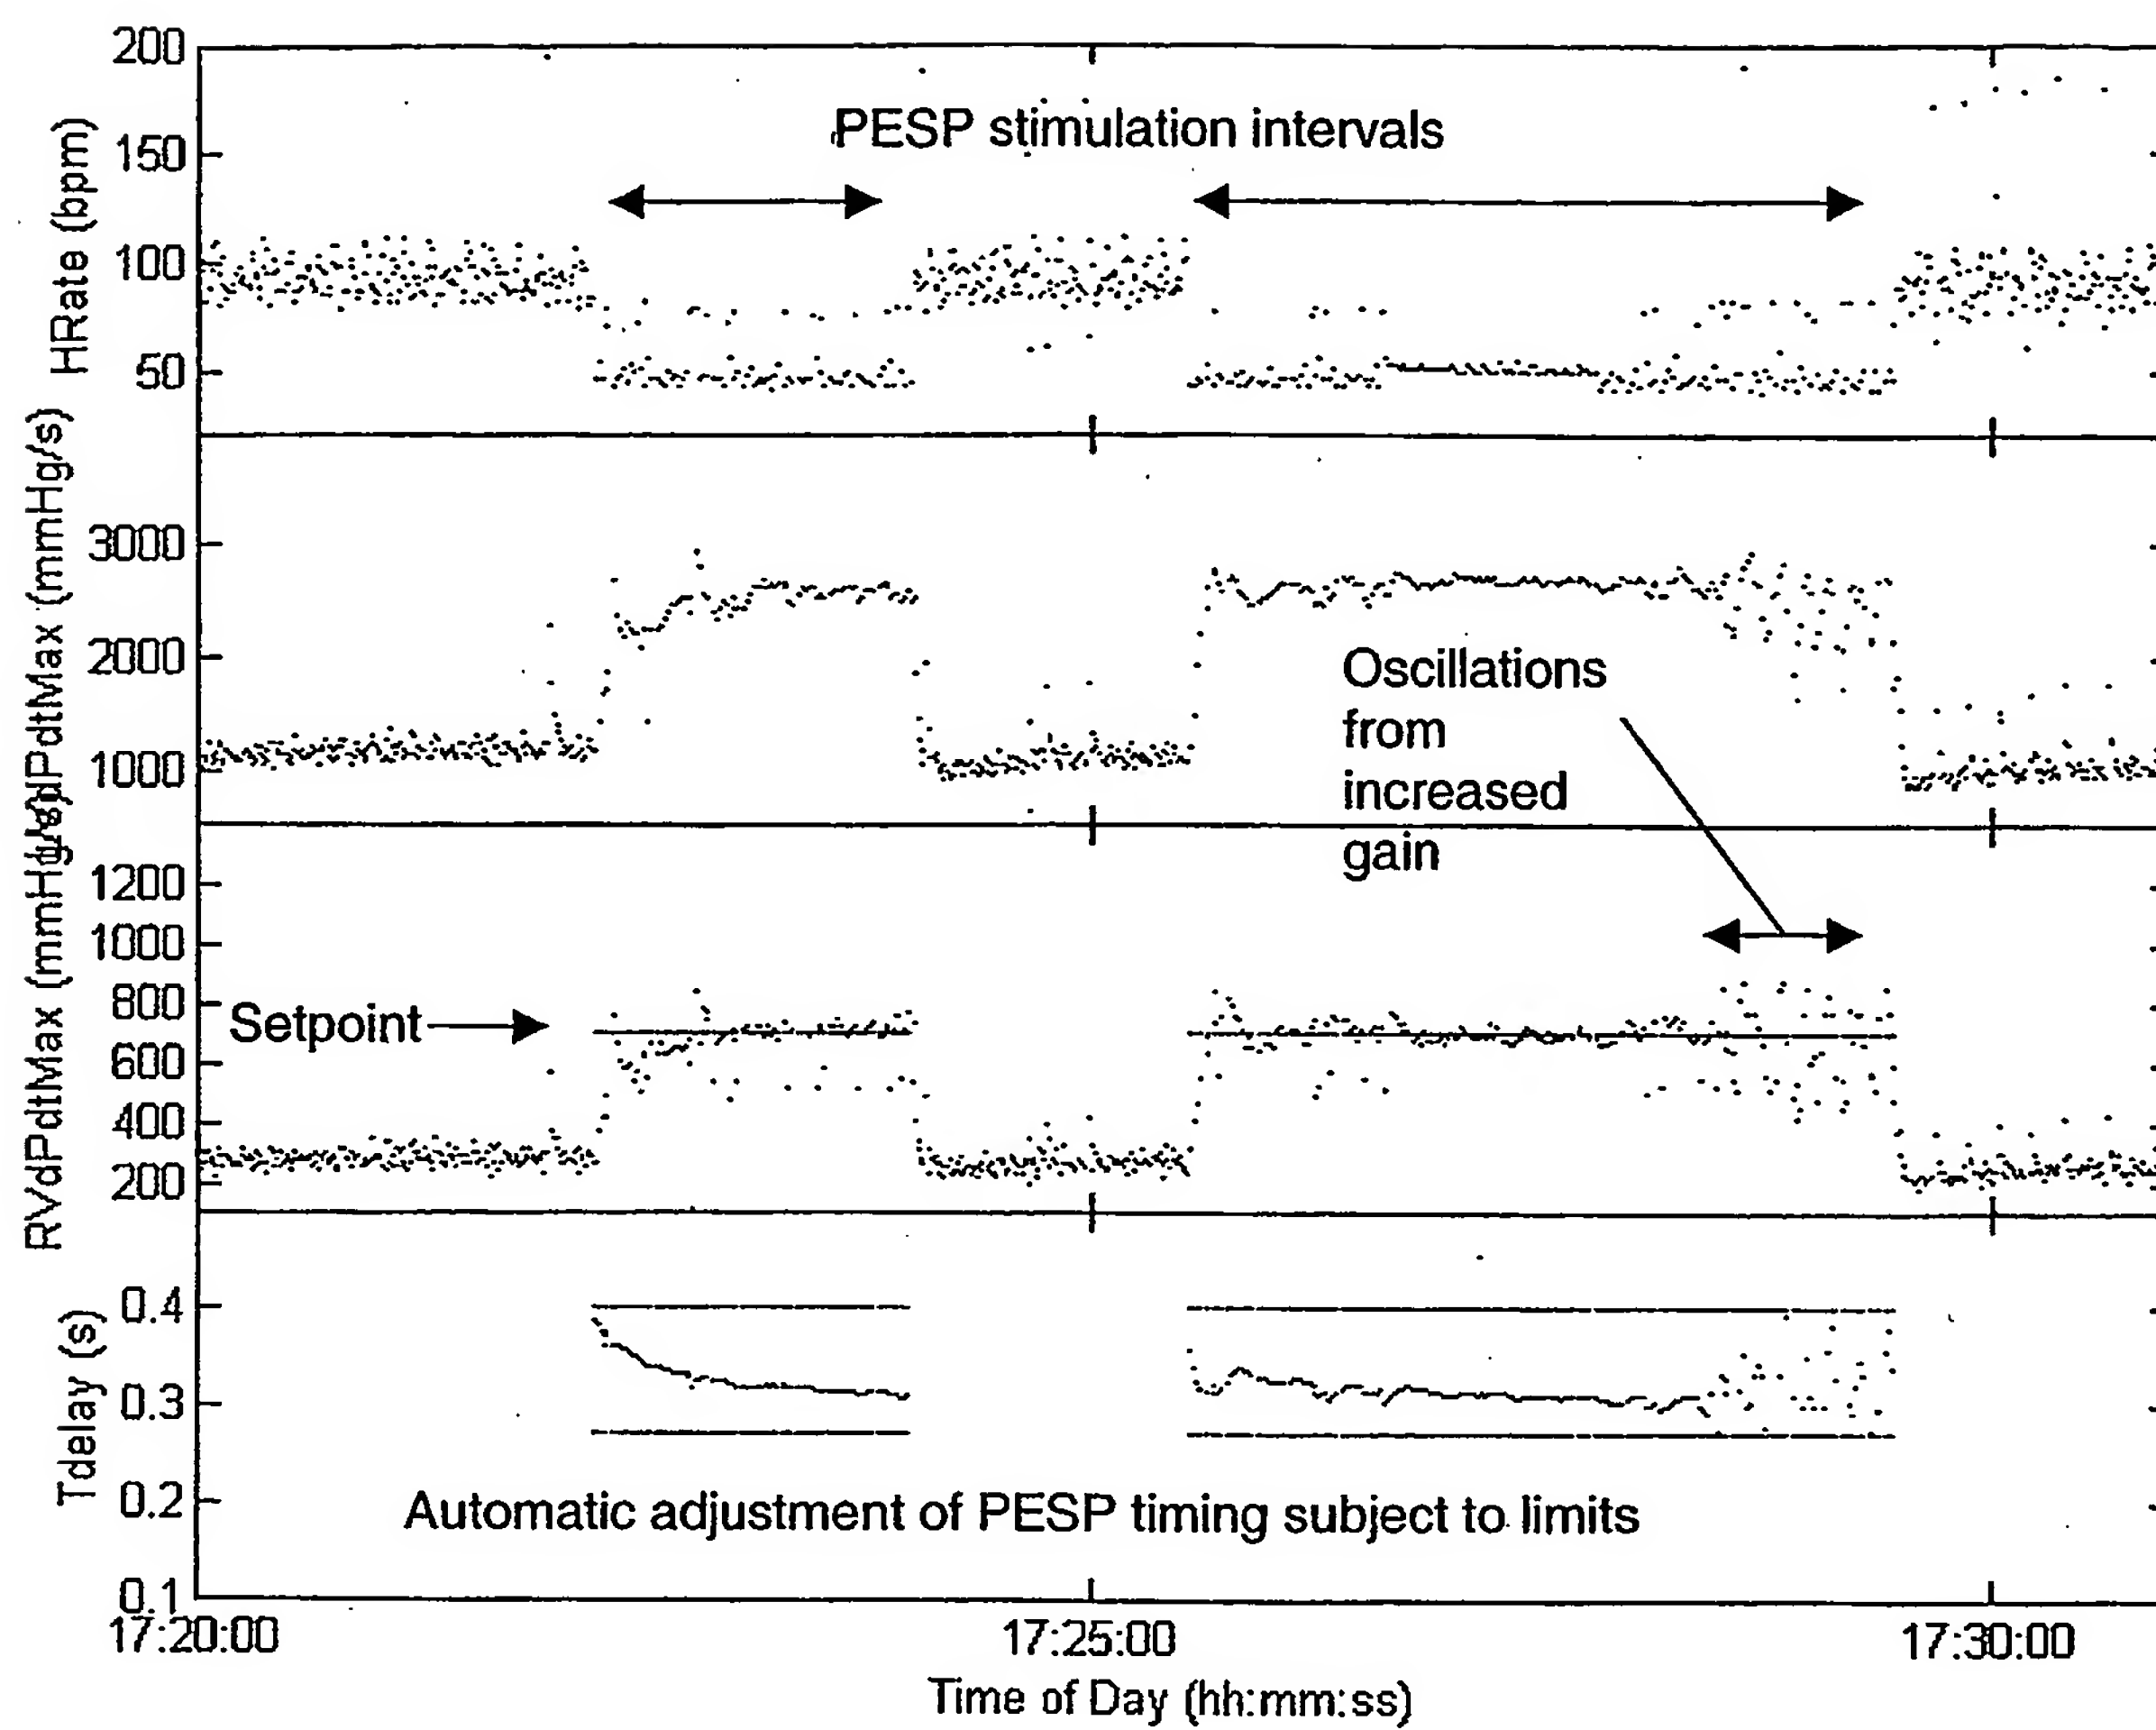 200
150
100
50
HRate (bpm)
PESP stimulation intervals
3000
2000
1000
dPdtMax (mmHg/s)
Oscillations
from
increased
gain
1200
1000
800
600
400
200
RVdPdtMax (mmHg/s)
Setpoint
0.4
0.3
0.2
0.1
Tdelay (s)
Automatic adjustment of PESP timing subject to limits
17:20:00
17:25:00
17:30:00
Time of Day (hh:mm:ss)